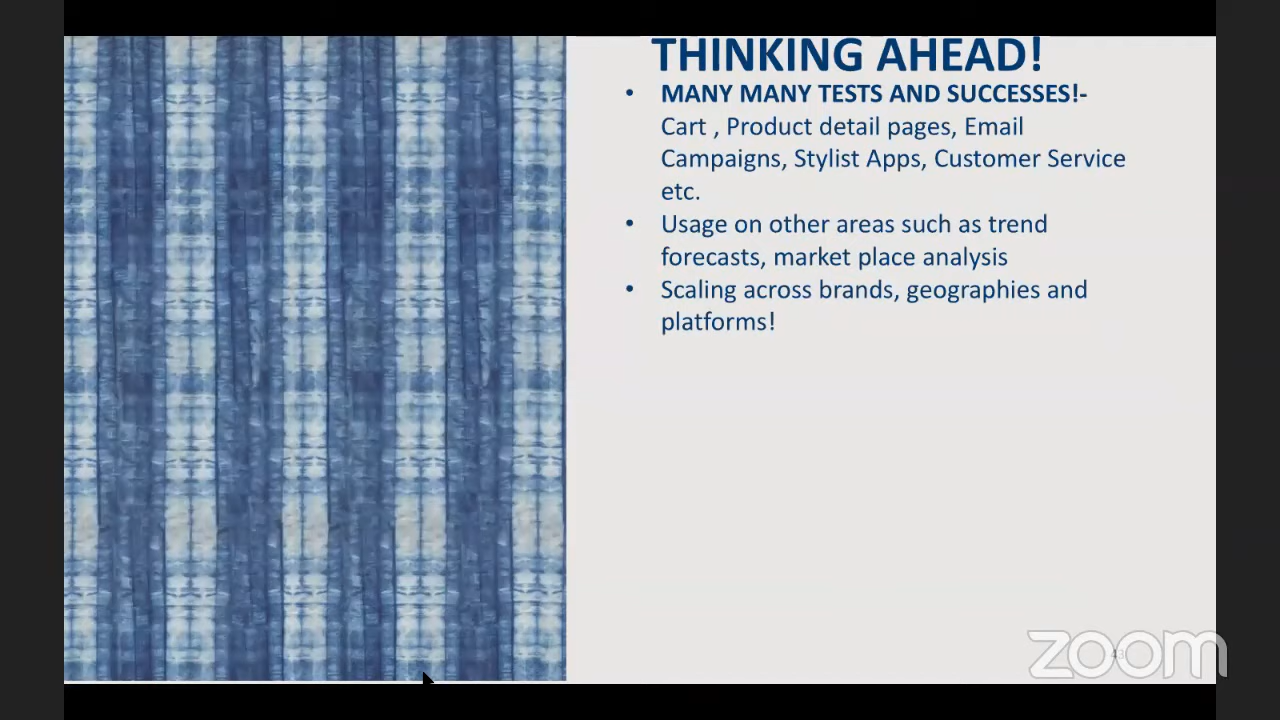 THINKING AHEAD!
• MANY MANY TESTS AND SUCCESSES!-
Cart , Product detail pages, Email
Campaigns, Stylist Apps, Customer Service
etc.
• Usage on other areas such as trend
forecasts, market place analysis
• Scaling across brands, geographies and
platforms!
zoom